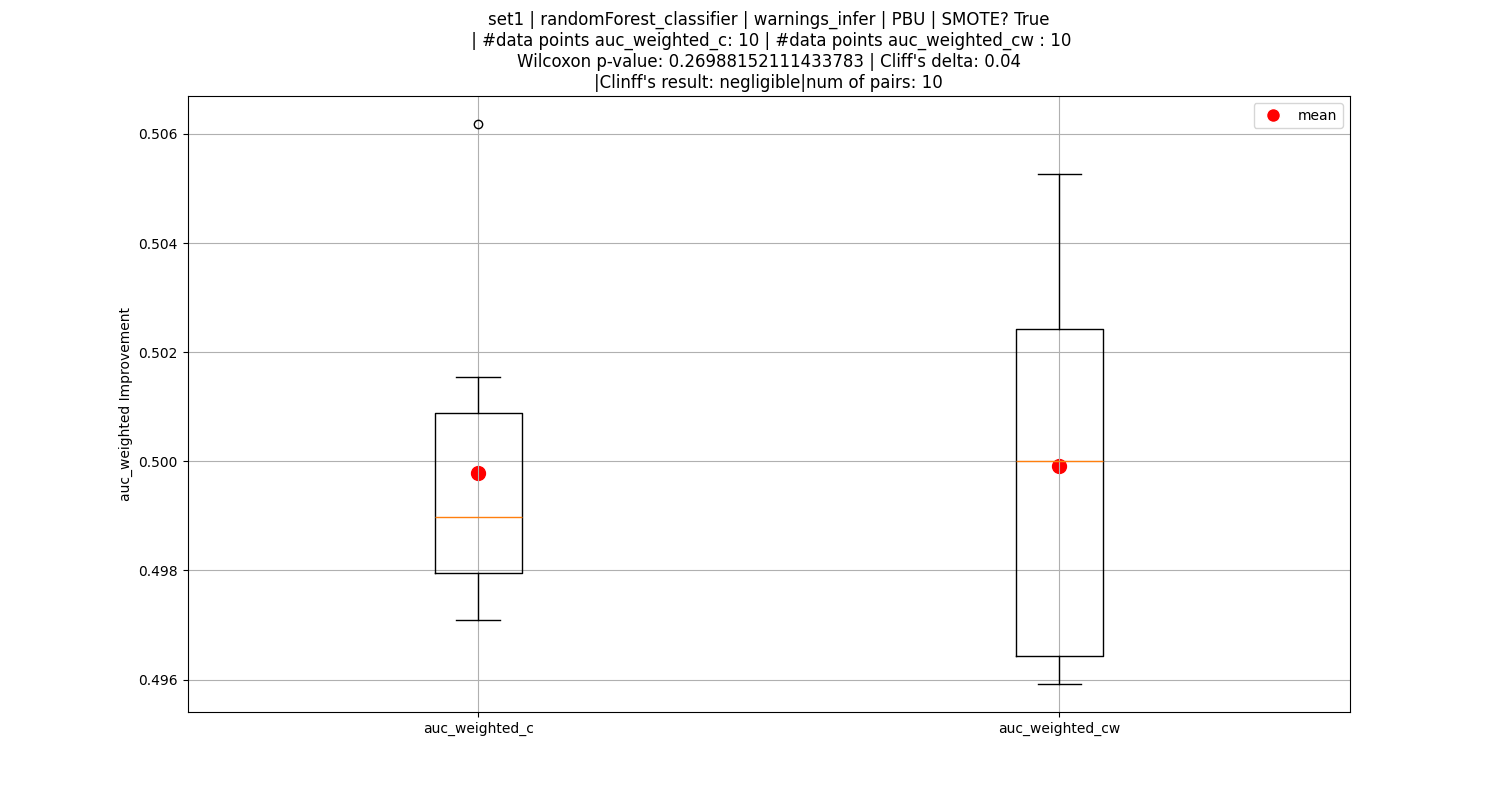 set1 | randomForest_classifier | warnings_infer | PBU | SMOTE? True
| #data points auc_weighted_c: 10 | #data points auc_weighted_cw : 10
Wilcoxon p-value: 0.26988152111433783 | Cliff's delta: 0.04
|Clinff's result: negligible|num of pairs: 10
mean
0.506
0.504
0.502
0.500
0.498
0.496
auc_weighted Improvement
auc_weighted_c
auc_weighted_cw